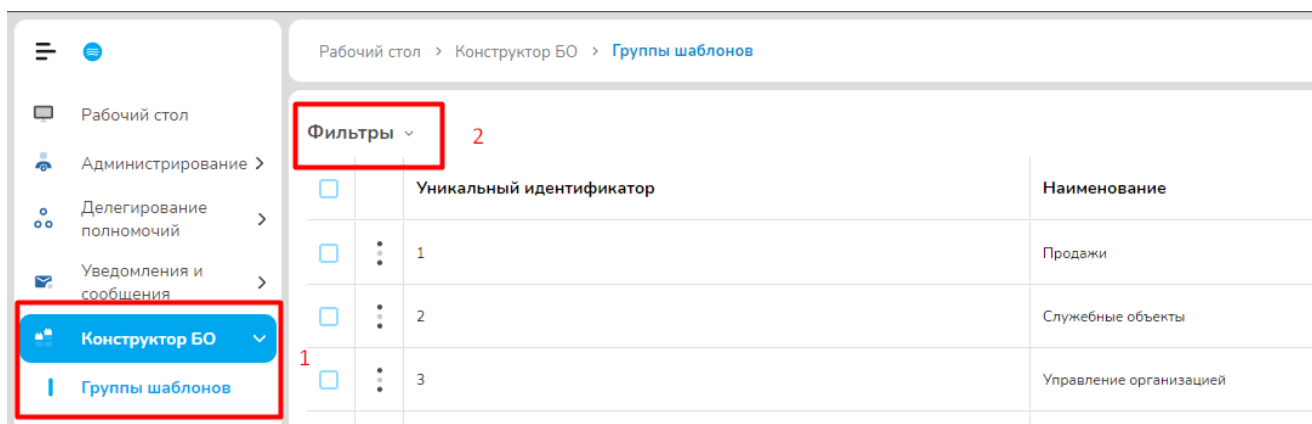 Рабочий стол > Конструктор БО > Группы шаблонов
Рабочий стол
Администрирование
Делегирование
полномочий
Уведомления и
сообщения
Конструктор БО
Группы шаблонов
1
Фильтры
2
Уникальный идентификатор Наименование
1 Продажи
2 Служебные объекты
3 Управление организацией